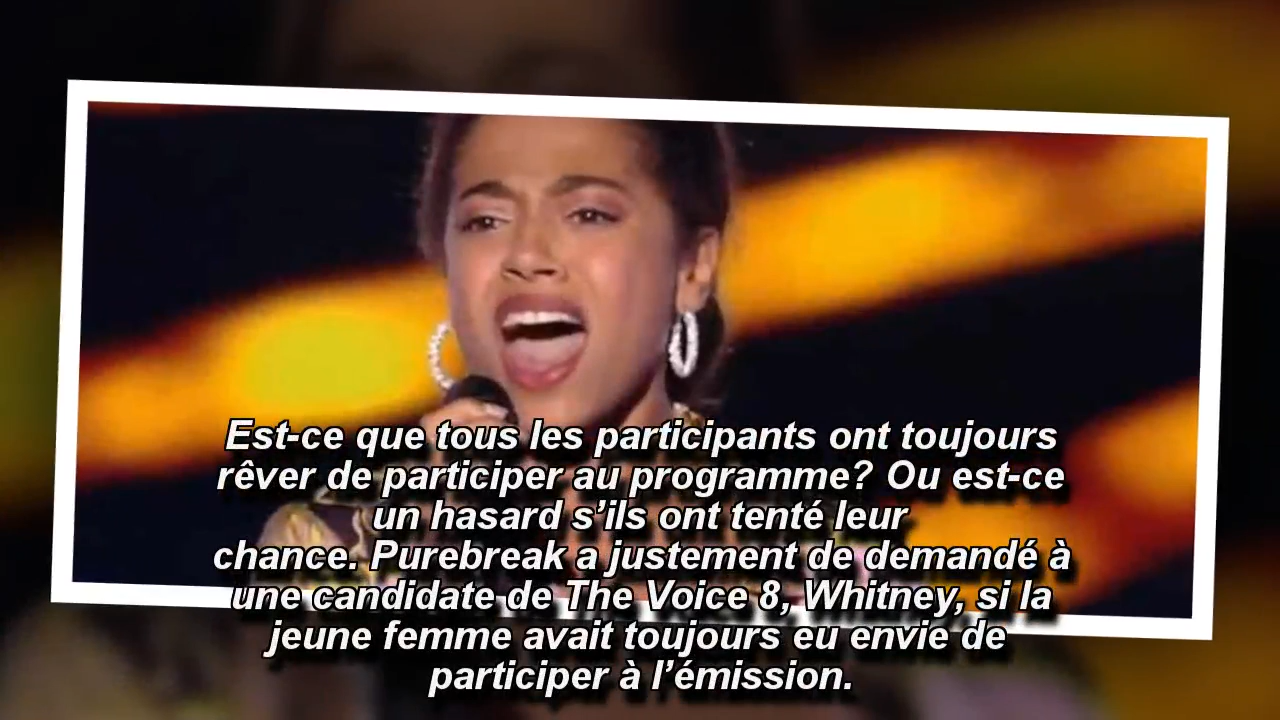 Est-ce que tous les participants ont toujours
rêver de participer au programme? Ou est-ce
un hasard s’ils ont tenté leur
chance. Purebreak a justement de demandé à
une candidate de The Voice 8, Whitney, si la
jeune femme avait toujours eu envie de
participer à l’émission.